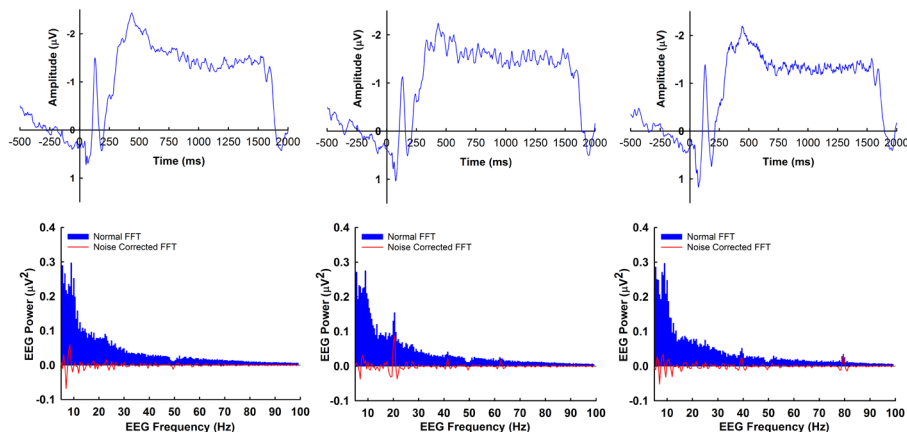 -2
-1
0
1
Amplitude (µV)
-500 -250 0 250 500 750 1000 1250 1500 1750 2000
Time (ms)
-2
-1
0
1
Amplitude (µV)
-500 -250 0 250 500 750 1000 1250 1500 1750 2000
Time (ms)
-2
-1
0
1
Amplitude (µV)
-500 -250 0 250 500 750 1000 1250 1500 1750 2000
Time (ms)
0.4
0.3
0.2
0.1
0.0
-0.1
EEG Power (µV²)
Normal FFT
Noise Corrected FFT
10 20 30 40 50 60 70 80 90 100
EEG Frequency (Hz)
0.4
0.3
0.2
0.1
0.0
-0.1
EEG Power (µV²)
Normal FFT
Noise Corrected FFT
10 20 30 40 50 60 70 80 90 100
EEG Frequency (Hz)
0.4
0.3
0.2
0.1
0.0
-0.1
EEG Power (µV²)
Normal FFT
Noise Corrected FFT
10 20 30 40 50 60 70 80 90 100
EEG Frequency (Hz)